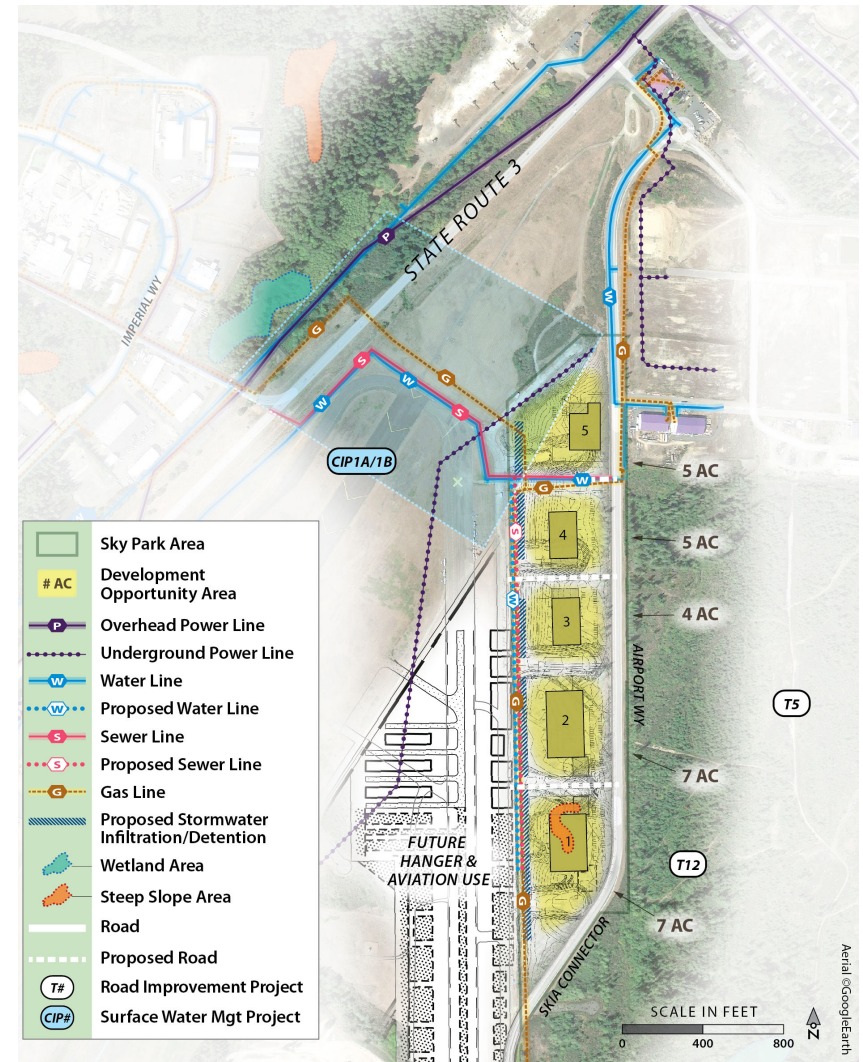 STATE ROUTE 3
P
IMPERIAL WY
G
W
S
W
G
S
W
G
CIP1A/1B
5
W
G
5 AC
S
4
5 AC
W
3
4 AC
AIRPORT WY
G
2
T5
7 AC
1
FUTURE
HANGER &
AVIATION USE
T12
G
7 AC
SKIA CONNECTOR
Sky Park Area
# AC
Development
Opportunity Area
P
Overhead Power Line
Underground Power Line
W
Water Line
W
Proposed Water Line
S
Sewer Line
S
Proposed Sewer Line
G
Gas Line
Proposed Stormwater
Infiltration/Detention
Wetland Area
Steep Slope Area
Road
Proposed Road
T#
Road Improvement Project
CIP#
Surface Water Mgt Project
SCALE IN FEET
0
400
800
N
Aerial ©GoogleEarth